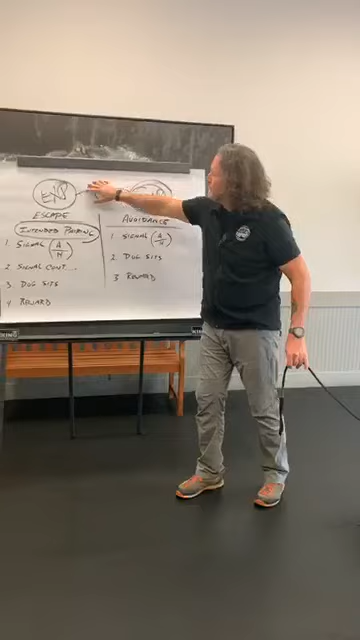 ESCAPE
INTENDED PAIRING
1. SIGNAL (A/N)
2 SIGNAL CONT...
3 DOG SITS
4 REWARD
AVOIDANCE
1. SIGNAL (A/N)
2. DOG SITS
3 REWARD